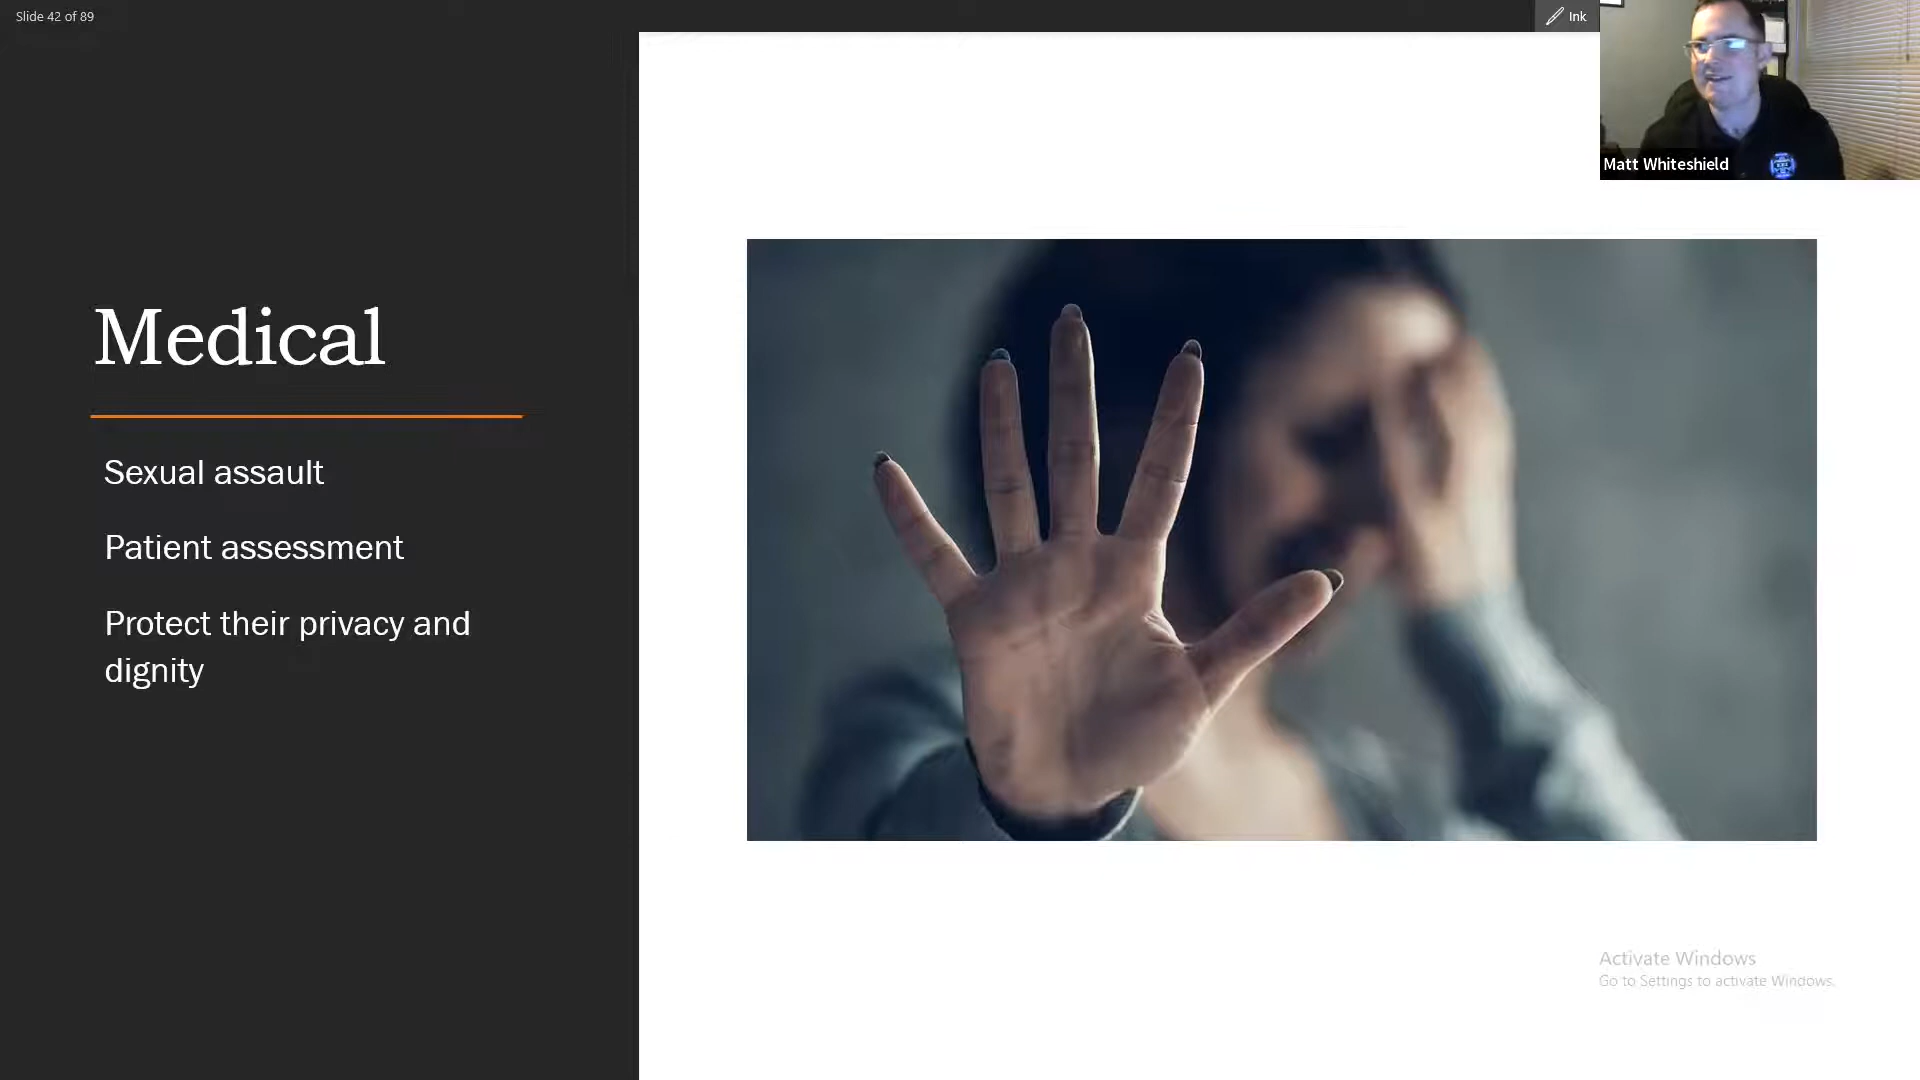 Slide 42 of 89
Ink
Matt Whiteshield
Medical
Sexual assault
Patient assessment
Protect their privacy and
dignity
Activate Windows
Go to Settings to activate Windows.